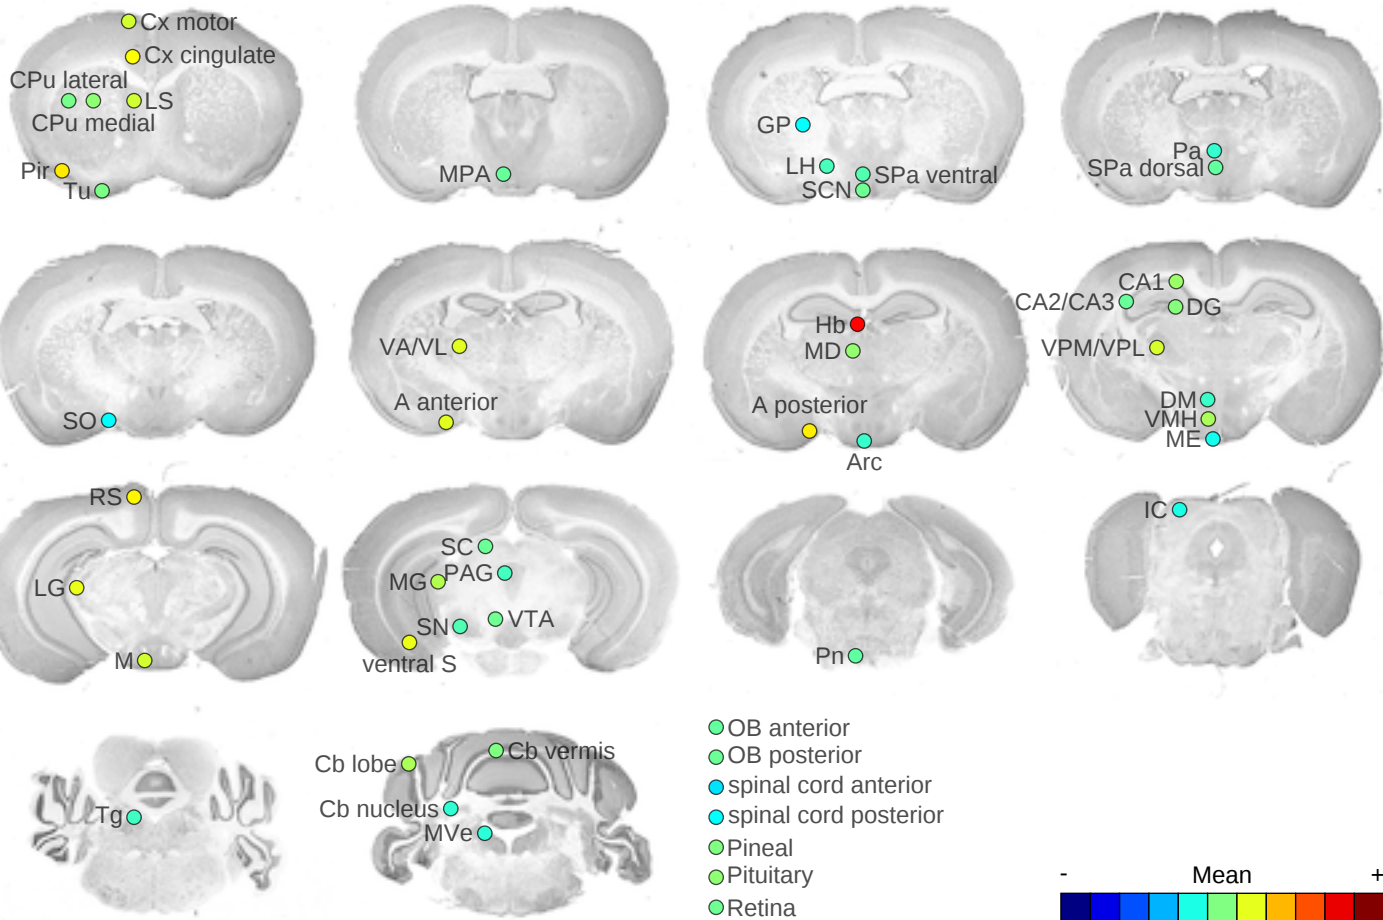 Cx motor
Cx cingulate
CPu lateral
LS
CPu medial
Pir
Tu
MPA
GP
LH
SPa ventral
SCN
Pa
SPa dorsal
SO
VA/VL
A anterior
Hb
MD
A posterior
Arc
CA1
CA2/CA3
DG
VPM/VPL
DM
VMH
ME
RS
LG
M
SC
PAG
MG
VTA
SN
ventral S
Pn
IC
Tg
Cb vermis
Cb lobe
Cb nucleus
MVe
OB anterior
OB posterior
spinal cord anterior
spinal cord posterior
Pineal
Pituitary
Retina
- Mean +